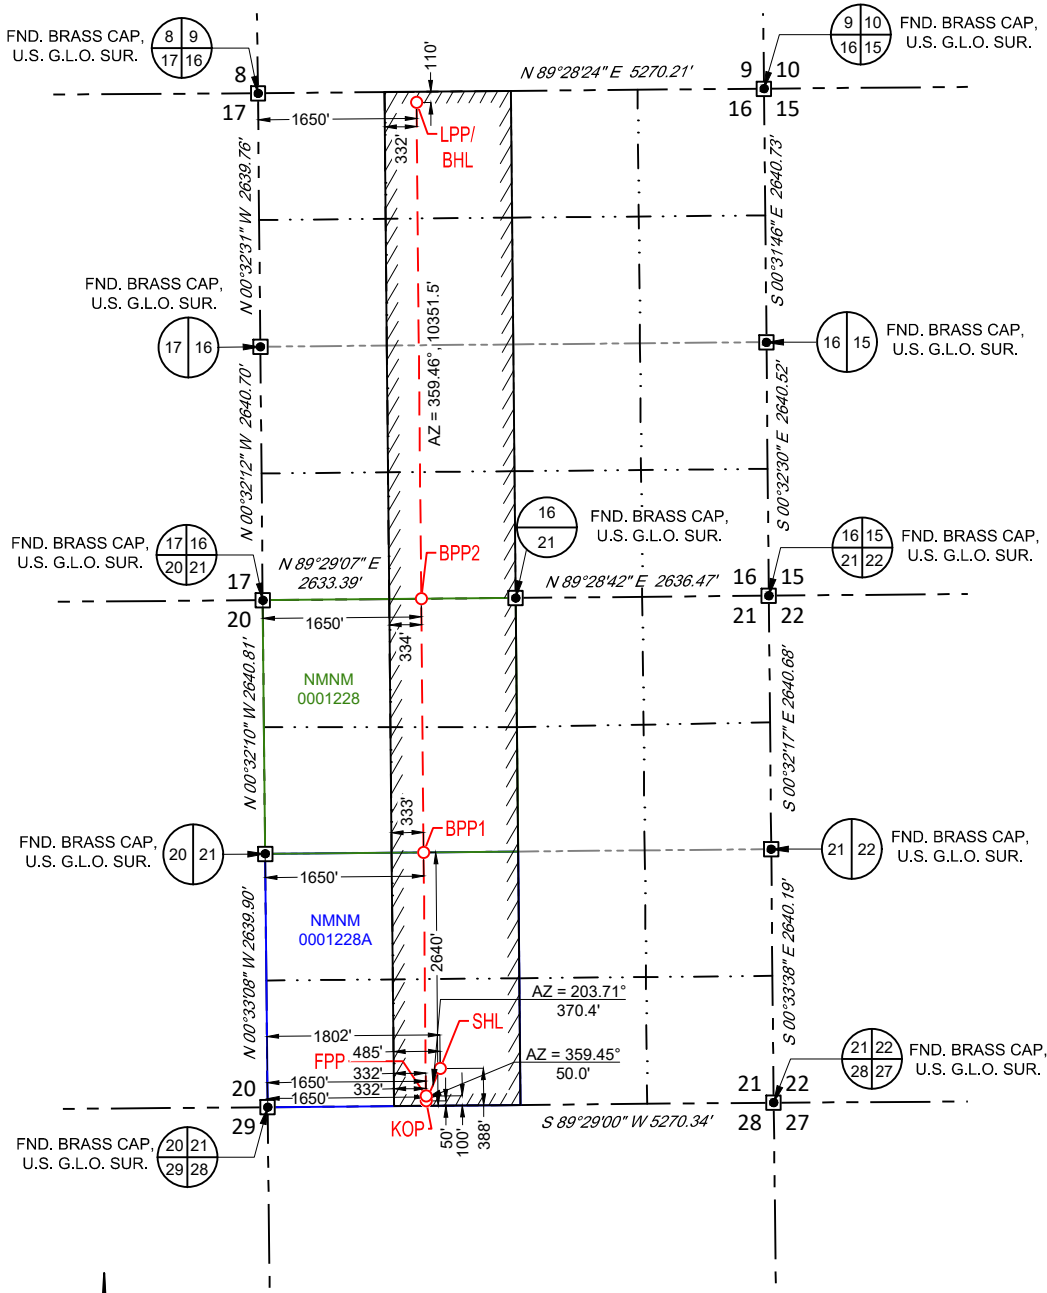 FND. BRASS CAP,
U.S. G.L.O. SUR.
8 9
17 16
8
17
110'
N 89°28'24" E 5270.21'
9 10
16 15
FND. BRASS CAP,
U.S. G.L.O. SUR.
9 10
16 15
1650'
332'
LPP/
BHL
N 00°32'31" W 2639.76'
S 00°31'46" E 2640.73'
FND. BRASS CAP,
U.S. G.L.O. SUR.
17 16
AZ = 359.46°, 10351.5'
16 15
FND. BRASS CAP,
U.S. G.L.O. SUR.
N 00°32'12" W 2640.70'
S 00°32'30" E 2640.52'
FND. BRASS CAP,
U.S. G.L.O. SUR.
17 16
20 21
17
20
N 89°29'07" E
2633.39'
BPP2
16
21
FND. BRASS CAP,
U.S. G.L.O. SUR.
N 89°28'42" E 2636.47'
16 15
21 22
16 15
21 22
FND. BRASS CAP,
U.S. G.L.O. SUR.
1650'
334'
NMNM
0001228
N 00°32'10" W 2640.81'
S 00°32'17" E 2640.68'
333'
BPP1
FND. BRASS CAP,
U.S. G.L.O. SUR.
20 21
21 22
FND. BRASS CAP,
U.S. G.L.O. SUR.
1650'
NMNM
0001228A
2640'
N 00°33'08" W 2639.90'
S 00°33'38" E 2640.19'
AZ = 203.71°
370.4'
SHL
1802'
485'
FPP
AZ = 359.45°
50.0'
332'
1650'
332'
1650'
KOP
50'
100'
388'
20
29
FND. BRASS CAP,
U.S. G.L.O. SUR.
20 21
29 28
S 89°29'00" W 5270.34'
21 22
28 27
21 22
28 27
FND. BRASS CAP,
U.S. G.L.O. SUR.